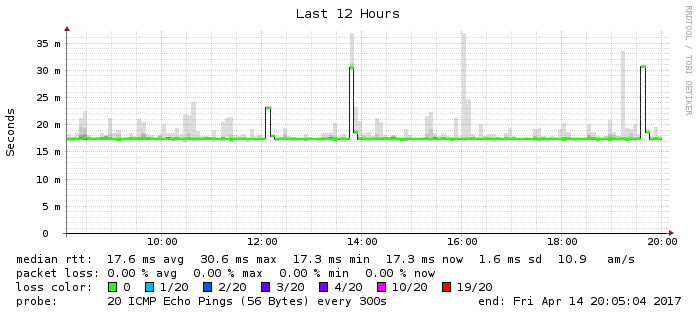 Last 12 Hours
RRDTOOL / TOBI OETIKER
Seconds
35 m
30 m
25 m
20 m
15 m
10 m
5 m
0
10:00 12:00 14:00 16:00 18:00 20:00
median rtt: 17.6 ms avg 30.6 ms max 17.3 ms min 17.3 ms now 1.6 ms sd 10.9 am/s
packet loss: 0.00 % avg 0.00 % max 0.00 % min 0.00 % now
loss color: 0 1/20 2/20 3/20 4/20 10/20 19/20
probe: 20 ICMP Echo Pings (56 Bytes) every 300s end: Fri Apr 14 20:05:04 2017